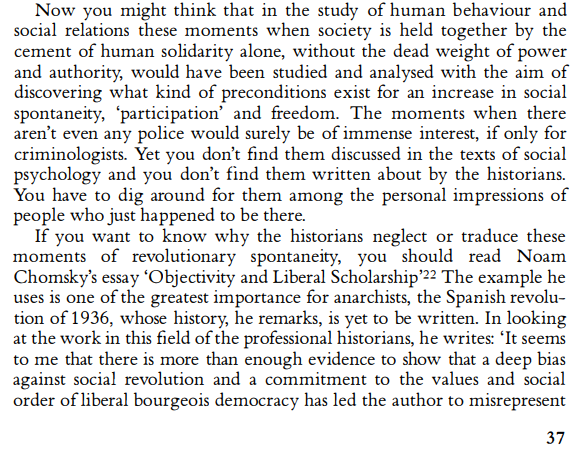 Now you might think that in the study of human behaviour and
social relations these moments when society is held together by the
cement of human solidarity alone, without the dead weight of power
and authority, would have been studied and analysed with the aim of
discovering what kind of preconditions exist for an increase in social
spontaneity, ‘participation’ and freedom. The moments when there
aren’t even any police would surely be of immense interest, if only for
criminologists. Yet you don’t find them discussed in the texts of social
psychology and you don’t find them written about by the historians.
You have to dig around for them among the personal impressions of
people who just happened to be there.
If you want to know why the historians neglect or traduce these
moments of revolutionary spontaneity, you should read Noam
Chomsky’s essay ‘Objectivity and Liberal Scholarship’²² The example he
uses is one of the greatest importance for anarchists, the Spanish revolu-
tion of 1936, whose history, he remarks, is yet to be written. In looking
at the work in this field of the professional historians, he writes: ‘It seems
to me that there is more than enough evidence to show that a deep bias
against social revolution and a commitment to the values and social
order of liberal bourgeois democracy has led the author to misrepresent
37